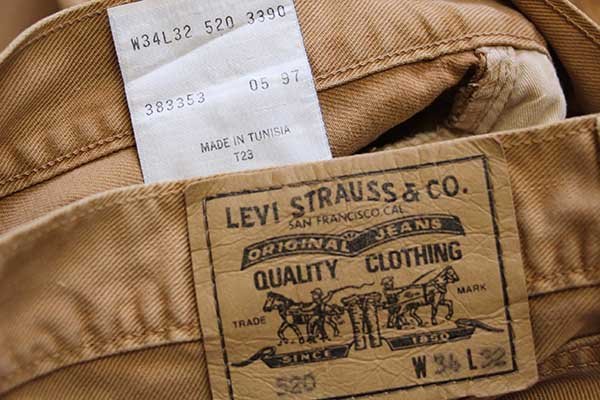 W34L32 520 3390
383353 05 97
MADE IN TUNISIA
T23
LEVI STRAUSS & CO.
SAN FRANCISCO,CAL.
ORIGINAL JEANS
QUALITY CLOTHING
TRADE MARK
SINCE 1850
520 W 34 L 32